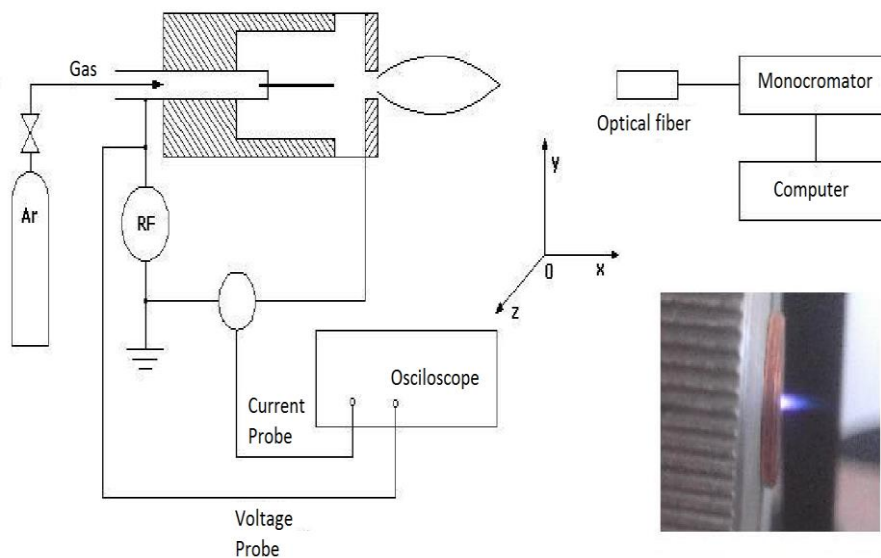 Gas
Monocromator
Optical fiber
Ar
RF
y
Computer
0
x
z
Osciloscope
Current
Probe
Voltage
Probe